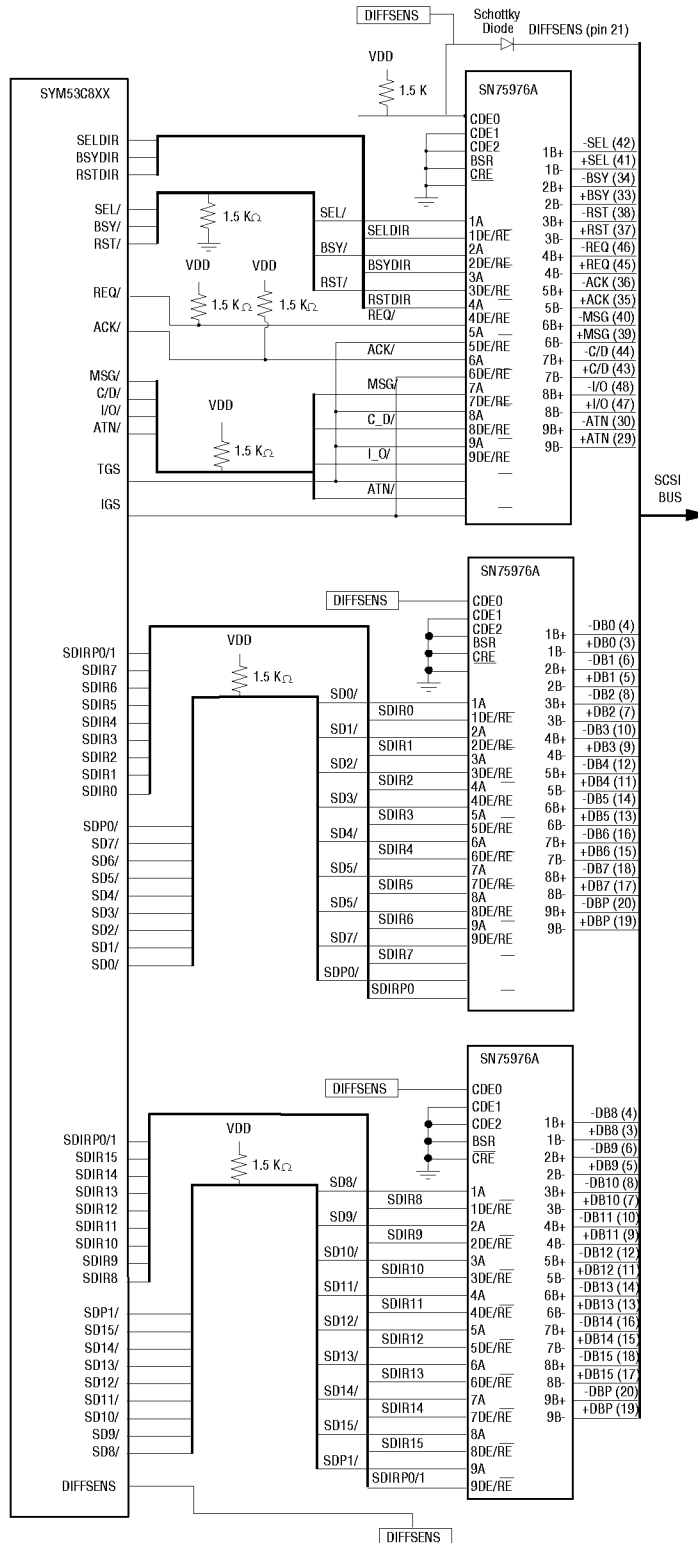 DIFFSENS
Schottky
Diode
DIFFSENS (pin 21)
VDD
1.5 K
SYM53C8XX
SELDIR
BSYDIR
RSTDIR
SEL/
BSY/
RST/
1.5 KΩ
VDD
VDD
REQ/
1.5 KΩ
1.5 KΩ
ACK/
MSG/
C/D/
I/O/
ATN/
VDD
1.5 KΩ
TGS
IGS
SEL/
SELDIR
BSY/
BSYDIR
RST/
RSTDIR
REQ/
ACK/
MSG/
C_D/
I_O/
ATN/
SN75976A
CDE0
CDE1
CDE2
BSR
CRE
1A
1DE/RE
2A
2DE/RE
3A
3DE/RE
4A
4DE/RE
5A
5DE/RE
6A
6DE/RE
7A
7DE/RE
8A
8DE/RE
9A
9DE/RE
1B+
1B-
2B+
2B-
3B+
3B-
4B+
4B-
5B+
5B-
6B+
6B-
7B+
7B-
8B+
8B-
9B+
9B-
-SEL (42)
+SEL (41)
-BSY (34)
+BSY (33)
-RST (38)
+RST (37)
-REQ (46)
+REQ (45)
-ACK (36)
+ACK (35)
-MSG (40)
+MSG (39)
-C/D (44)
+C/D (43)
-I/O (48)
+I/O (47)
-ATN (30)
+ATN (29)
SCSI
BUS
SDIRP0/1
SDIR7
SDIR6
SDIR5
SDIR4
SDIR3
SDIR2
SDIR1
SDIR0
SDP0/
SD7/
SD6/
SD5/
SD4/
SD3/
SD2/
SD1/
SD0/
VDD
1.5 KΩ
DIFFSENS
SD0/
SDIR0
SD1/
SDIR1
SD2/
SDIR2
SD3/
SDIR3
SD4/
SDIR4
SD5/
SDIR5
SD5/
SDIR6
SD7/
SDIR7
SDP0/
SDIRP0
SN75976A
CDE0
CDE1
CDE2
BSR
CRE
1A
1DE/RE
2A
2DE/RE
3A
3DE/RE
4A
4DE/RE
5A
5DE/RE
6A
6DE/RE
7A
7DE/RE
8A
8DE/RE
9A
9DE/RE
1B+
1B-
2B+
2B-
3B+
3B-
4B+
4B-
5B+
5B-
6B+
6B-
7B+
7B-
8B+
8B-
9B+
9B-
-DB0 (4)
+DB0 (3)
-DB1 (6)
+DB1 (5)
-DB2 (8)
+DB2 (7)
-DB3 (10)
+DB3 (9)
-DB4 (12)
+DB4 (11)
-DB5 (14)
+DB5 (13)
-DB6 (16)
+DB6 (15)
-DB7 (18)
+DB7 (17)
-DBP (20)
+DBP (19)
SDIRP0/1
SDIR15
SDIR14
SDIR13
SDIR12
SDIR11
SDIR10
SDIR9
SDIR8
SDP1/
SD15/
SD14/
SD13/
SD12/
SD11/
SD10/
SD9/
SD8/
DIFFSENS
VDD
1.5 KΩ
DIFFSENS
SD8/
SDIR8
SD9/
SDIR9
SD10/
SDIR10
SD11/
SDIR11
SD12/
SDIR12
SD13/
SDIR13
SD14/
SDIR14
SD15/
SDIR15
SDP1/
SDIRP0/1
SN75976A
CDE0
CDE1
CDE2
BSR
CRE
1A
1DE/RE
2A
2DE/RE
3A
3DE/RE
4A
4DE/RE
5A
5DE/RE
6A
6DE/RE
7A
7DE/RE
8A
8DE/RE
9A
9DE/RE
1B+
1B-
2B+
2B-
3B+
3B-
4B+
4B-
5B+
5B-
6B+
6B-
7B+
7B-
8B+
8B-
9B+
9B-
-DB8 (4)
+DB8 (3)
-DB9 (6)
+DB9 (5)
-DB10 (8)
+DB10 (7)
-DB11 (10)
+DB11 (9)
-DB12 (12)
+DB12 (11)
-DB13 (14)
+DB13 (13)
-DB14 (16)
+DB14 (15)
-DB15 (18)
+DB15 (17)
-DBP (20)
+DBP (19)
DIFFSENS